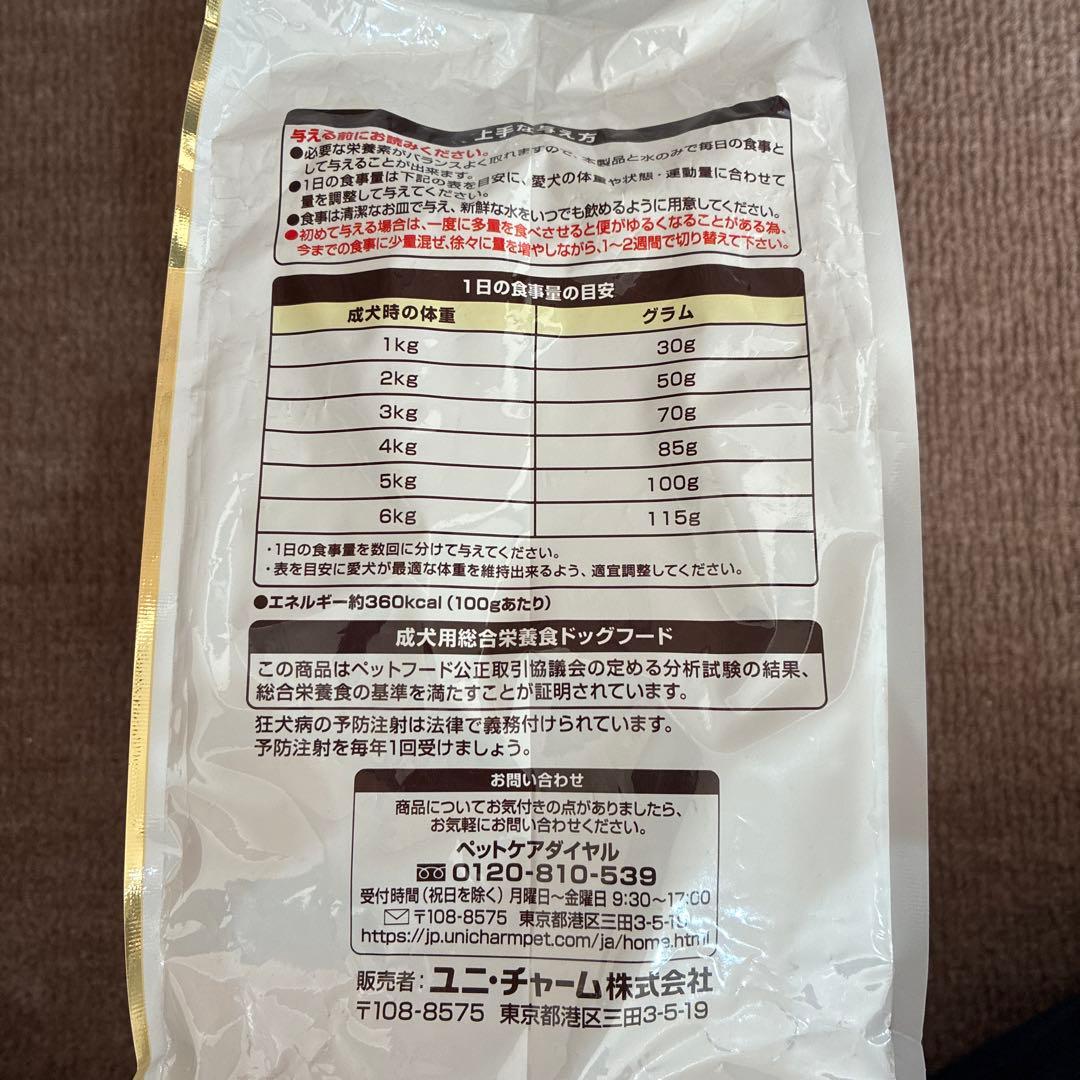 上手な与え方
与える前にお読みください。
●必要な栄養素がバランスよく取れますので、本製品と水のみで毎日の食事と
して与えることが出来ます。
●1日の食事量は下記の表を目安に、愛犬の体重や状態・運動量に合わせて
量を調整して与えてください。
●食事は清潔なお皿で与え、新鮮な水をいつでも飲めるように用意してください。
●初めて与える場合は、一度に多量を食べさせると便がゆるくなることがある為、
今までの食事に少量混ぜ、徐々に量を増やしながら、1〜2週間で切り替えて下さい。
1日の食事量の目安
成犬時の体重 グラム
1kg 30g
2kg 50g
3kg 70g
4kg 85g
5kg 100g
6kg 115g
・1日の食事量を数回に分けて与えてください。
・表を目安に愛犬が最適な体重を維持出来るよう、適宜調整してください。
●エネルギー約360kcal（100gあたり）
成犬用総合栄養食ドッグフード
この商品はペットフード公正取引協議会の定める分析試験の結果、
総合栄養食の基準を満たすことが証明されています。
狂犬病の予防注射は法律で義務付けられています。
予防注射を毎年1回受けましょう。
お問い合わせ
商品についてお気付きの点がありましたら、
お気軽にお問い合わせください。
ペットケアダイヤル
0120-810-539
受付時間（祝日を除く）月曜日〜金曜日 9:30〜17:00
〒108-8575 東京都港区三田3-5-19
https://jp.unicharmpet.com/ja/home.html
販売者：ユニ・チャーム株式会社
〒108-8575 東京都港区三田3-5-19